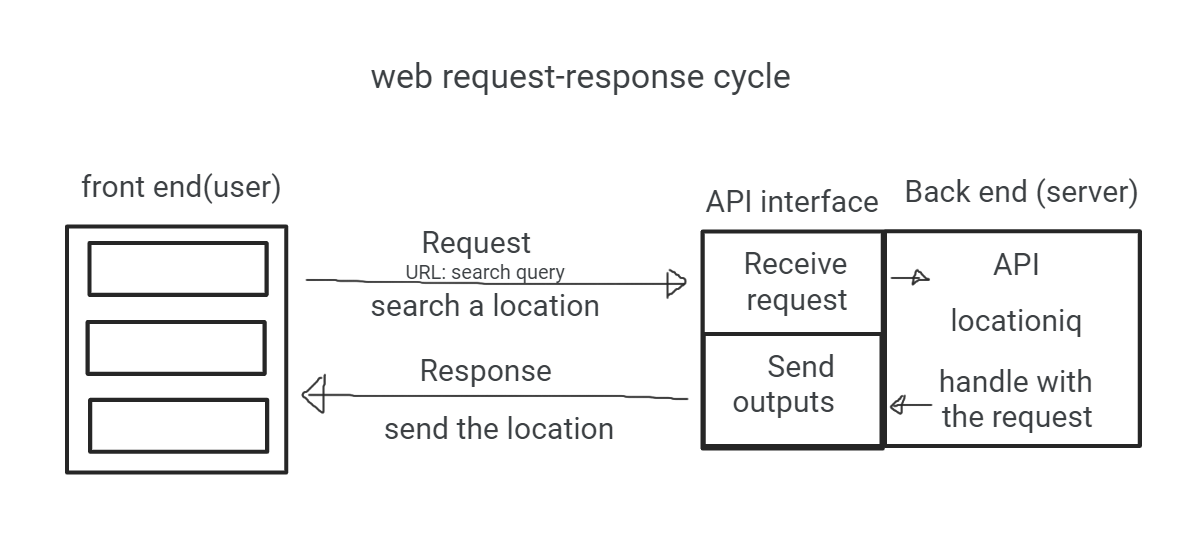 web request-response cycle
front end(user)
API interface
Back end (server)
Request
URL: search query
search a location
Response
send the location
Receive
request
Send
outputs
API
locationiq
handle with
the request